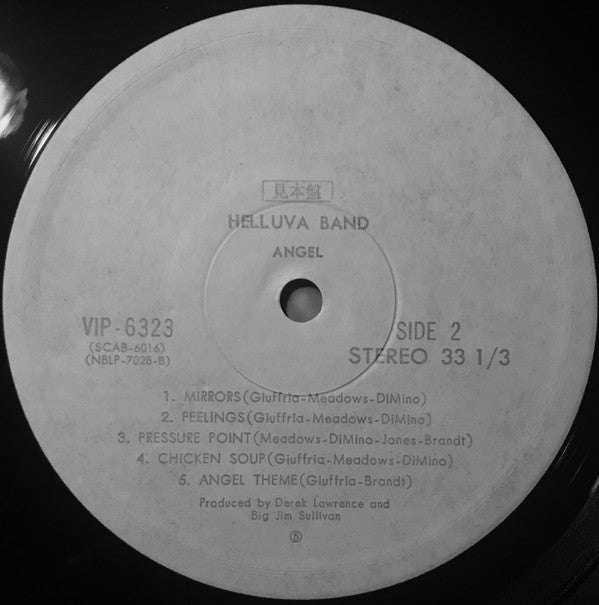 見本盤
HELLUVA BAND
ANGEL
VIP-6323
(SCAB-6016)
(NBLP-7028-B)
SIDE 2
STEREO 33 1/3
1. MIRRORS(Giuffria-Meadows-DiMino)
2. FEELINGS(Giuffria-Meadows-DiMino)
3. PRESSURE POINT(Meadows-DiMino-Jones-Brandt)
4. CHICKEN SOUP(Giuffria-Meadows-DiMino)
5. ANGEL THEME(Giuffria-Brandt)
Produced by Derek Lawrence and
Big Jim Sullivan
Ⓢ